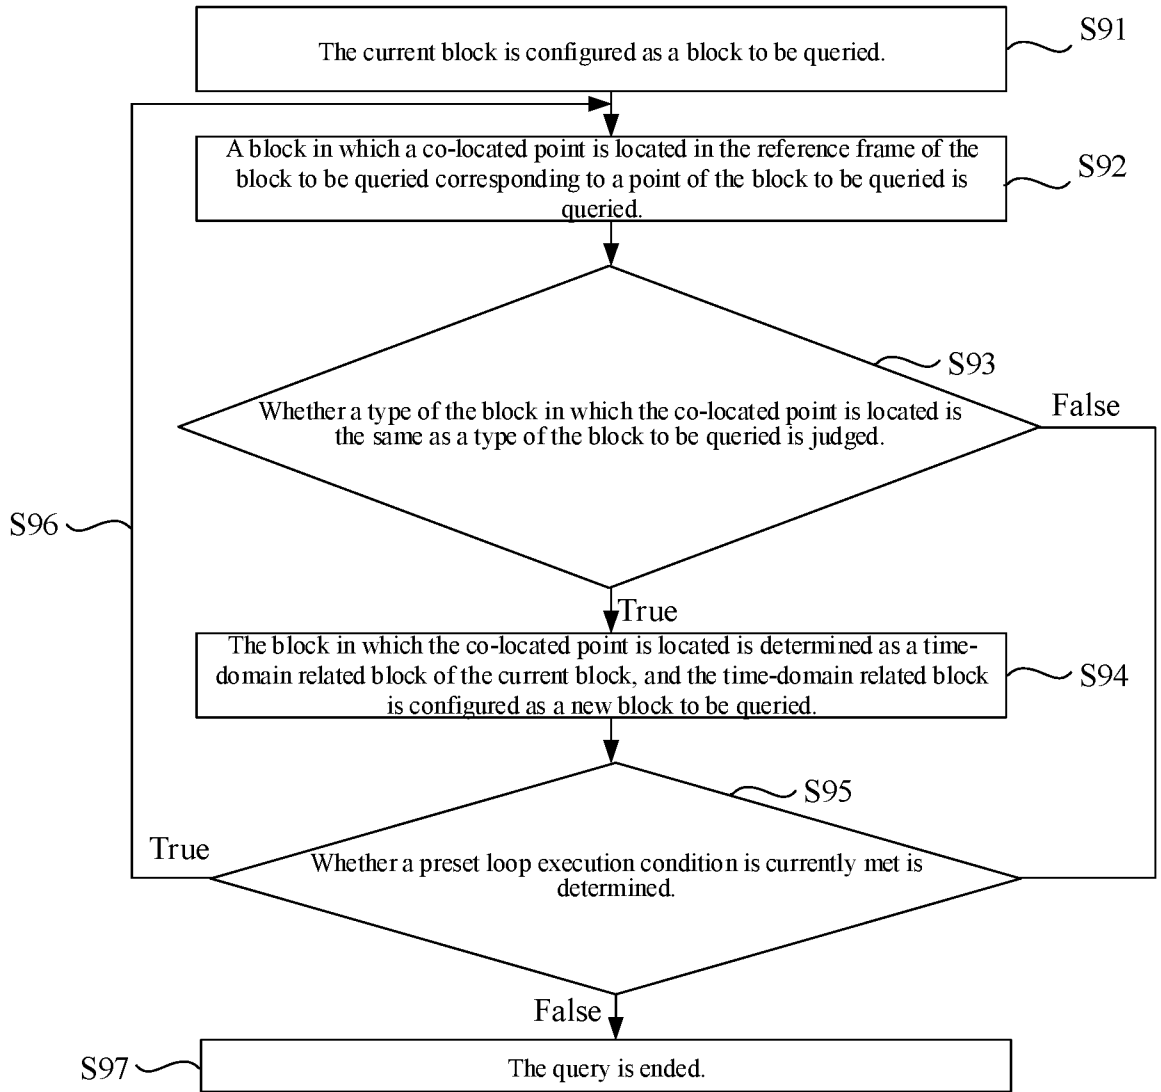 The current block is configured as a block to be queried.
S91
A block in which a co-located point is located in the reference frame of the
block to be queried corresponding to a point of the block to be queried is
queried.
S92
S93
Whether a type of the block in which the co-located point is located is
the same as a type of the block to be queried is judged.
False
S96
True
The block in which the co-located point is located is determined as a time-
domain related block of the current block, and the time-domain related block
is configured as a new block to be queried.
S94
S95
True
Whether a preset loop execution condition is currently met is
determined.
False
S97
The query is ended.